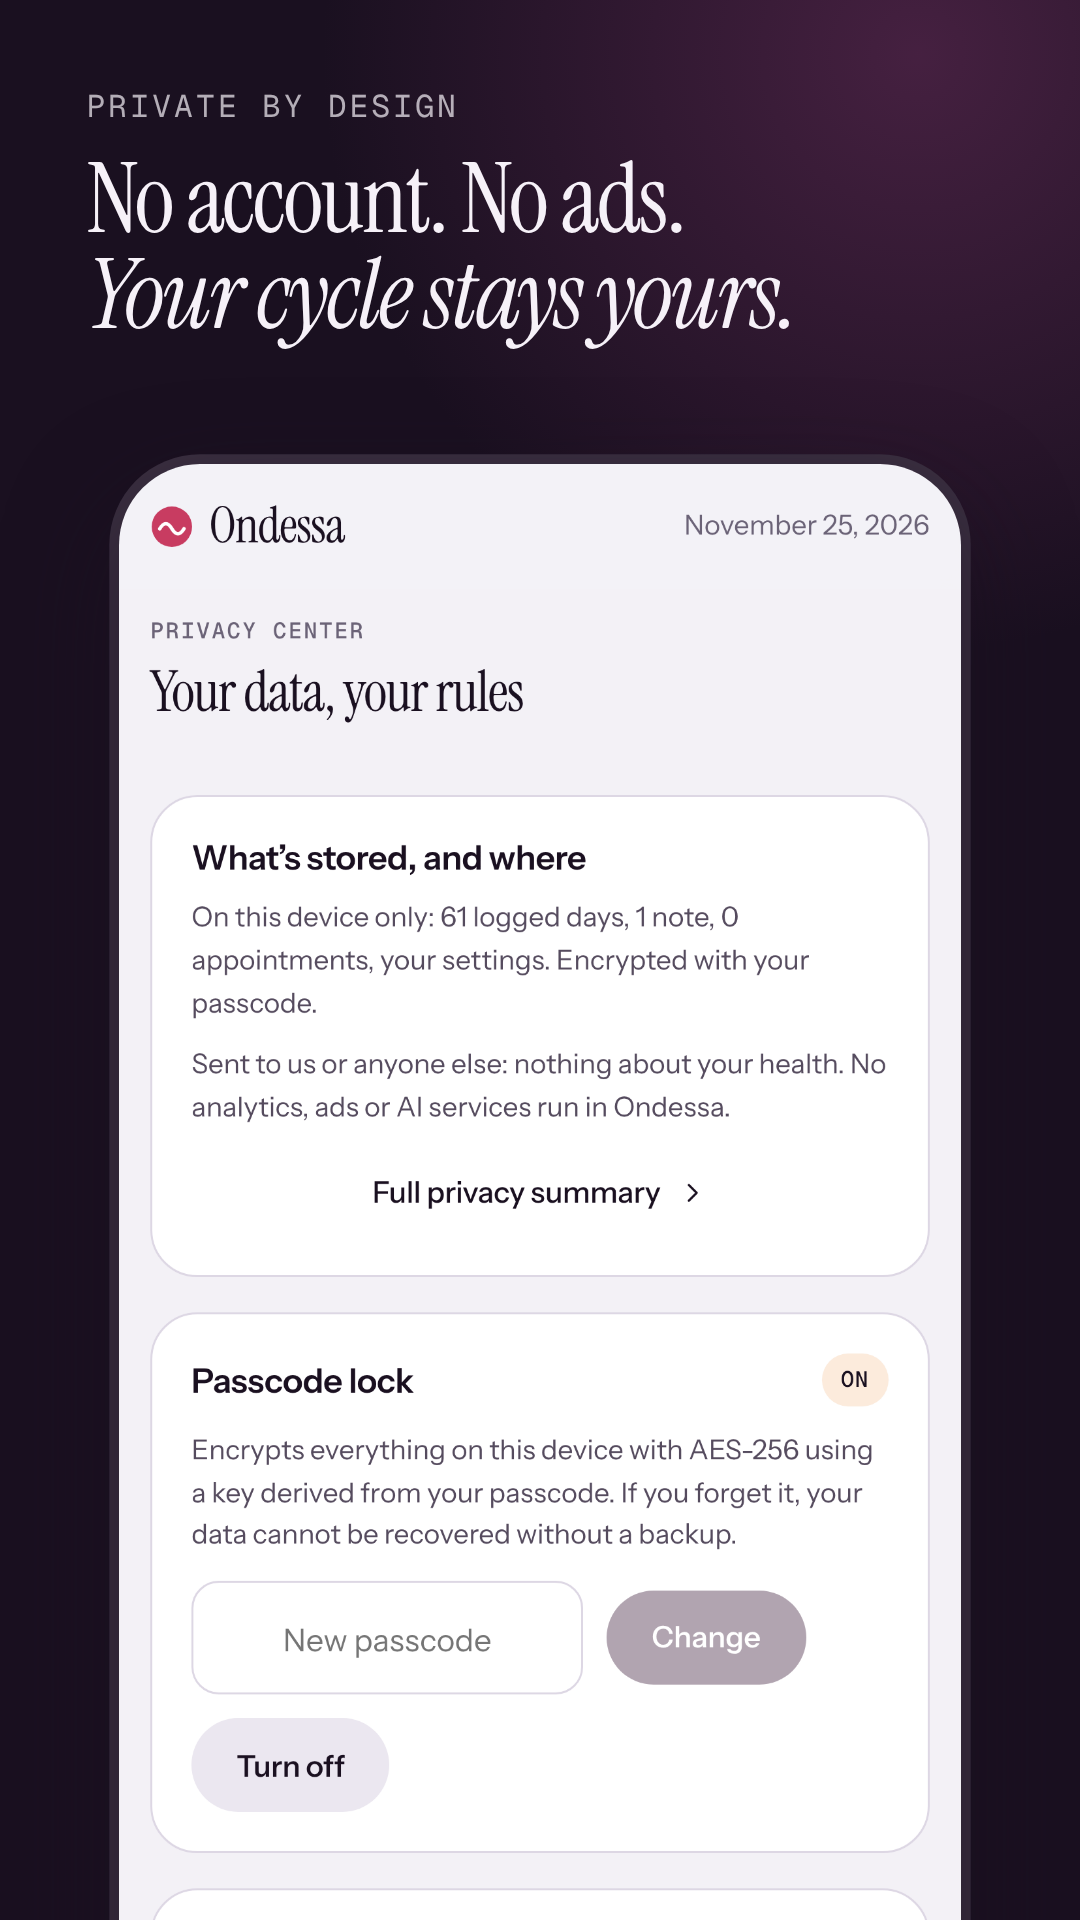 PRIVATE BY DESIGN
No account. No ads.
Your cycle stays yours.
Ondessa
November 25, 2026
PRIVACY CENTER
Your data, your rules
What’s stored, and where
On this device only: 61 logged days, 1 note, 0
appointments, your settings. Encrypted with your
passcode.
Sent to us or anyone else: nothing about your health. No
analytics, ads or AI services run in Ondessa.
Full privacy summary
Passcode lock
ON
Encrypts everything on this device with AES-256 using
a key derived from your passcode. If you forget it, your
data cannot be recovered without a backup.
New passcode
Change
Turn off